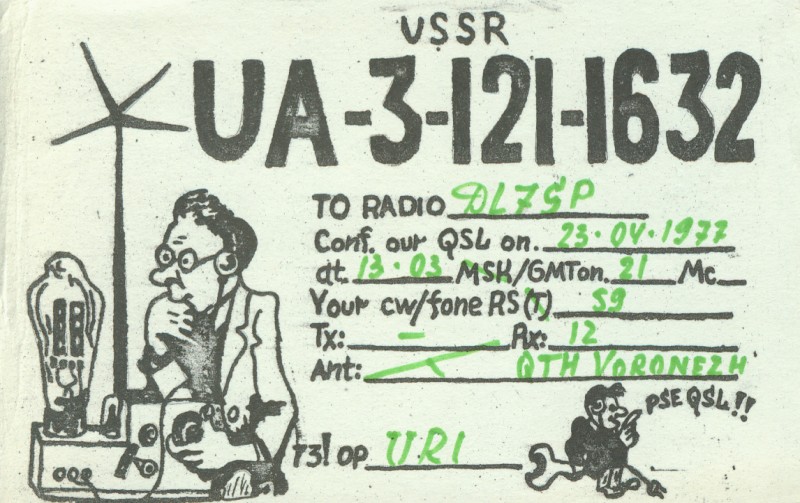 USSR
UA-3-121-1632
TO RADIO DL7SP
Conf. our QSL on. 23.04.1977
at. 13.03 MSK/GMT on. 21 Mc
Your cw/fone RS(T) 59
Tx: - Rx: 12
Ant: QTH VORONEZH
PSE QSL!!
73! OP URI